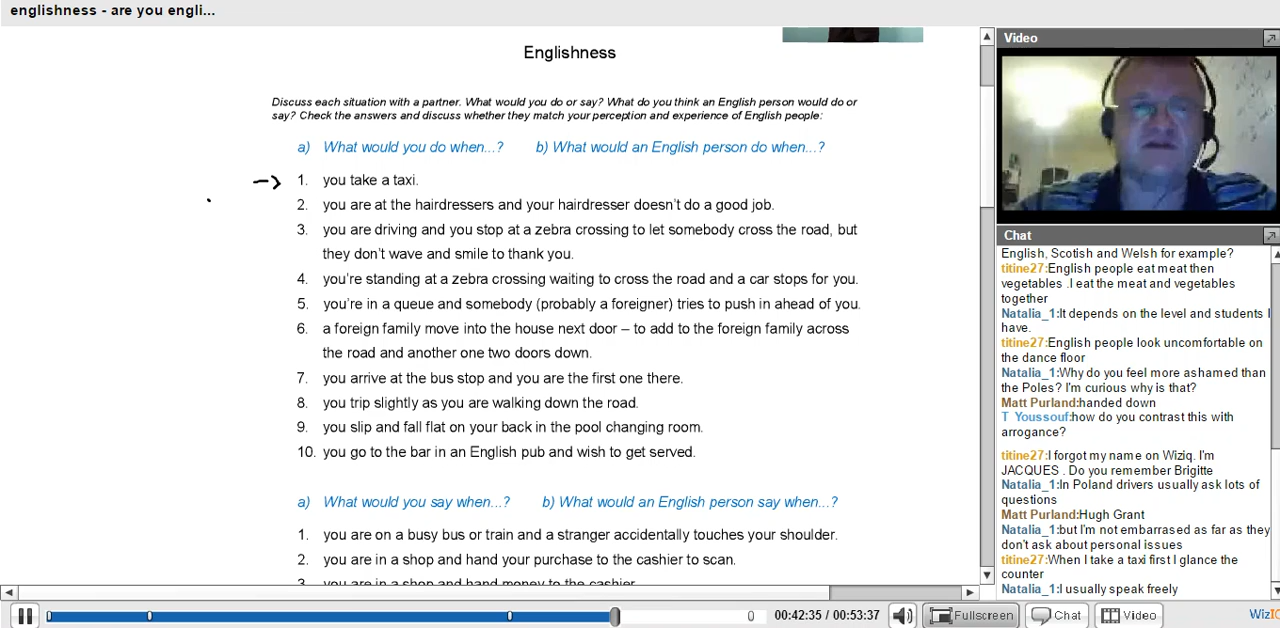 englishness - are you engli...
Englishness
Discuss each situation with a partner. What would you do or say? What do you think an English person would do or
say? Check the answers and discuss whether they match your perception and experience of English people:
a) What would you do when...? b) What would an English person do when...?
1. you take a taxi.
2. you are at the hairdressers and your hairdresser doesn't do a good job.
3. you are driving and you stop at a zebra crossing to let somebody cross the road, but
they don't wave and smile to thank you.
4. you're standing at a zebra crossing waiting to cross the road and a car stops for you.
5. you're in a queue and somebody (probably a foreigner) tries to push in ahead of you.
6. a foreign family move into the house next door – to add to the foreign family across
the road and another one two doors down.
7. you arrive at the bus stop and you are the first one there.
8. you trip slightly as you are walking down the road.
9. you slip and fall flat on your back in the pool changing room.
10. you go to the bar in an English pub and wish to get served.
a) What would you say when...? b) What would an English person say when...?
1. you are on a busy bus or train and a stranger accidentally touches your shoulder.
2. you are in a shop and hand your purchase to the cashier to scan.
3. you are in a shop and hand money to the cashier
Video
Chat
English, Scotish and Welsh for example?
titine27:English people eat meat then
vegetables .I eat the meat and vegetables
together
Natalia_1:It depends on the level and students I
have.
titine27:English people look uncomfortable on
the dance floor
Natalia_1:Why do you feel more ashamed than
the Poles? I'm curious why is that?
Matt Purland:handed down
T Youssouf:how do you contrast this with
arrogance?
titine27:I forgot my name on Wiziq. I'm
JACQUES . Do you remember Brigitte
Natalia_1:In Poland drivers usually ask lots of
questions
Matt Purland:Hugh Grant
Natalia_1:but I'm not embarrased as far as they
don't ask about personal issues
titine27:When I take a taxi first I glance the
counter
Natalia_1:I usually speak freely
0 00:42:35 / 00:53:37 Fullscreen Chat Video WizI